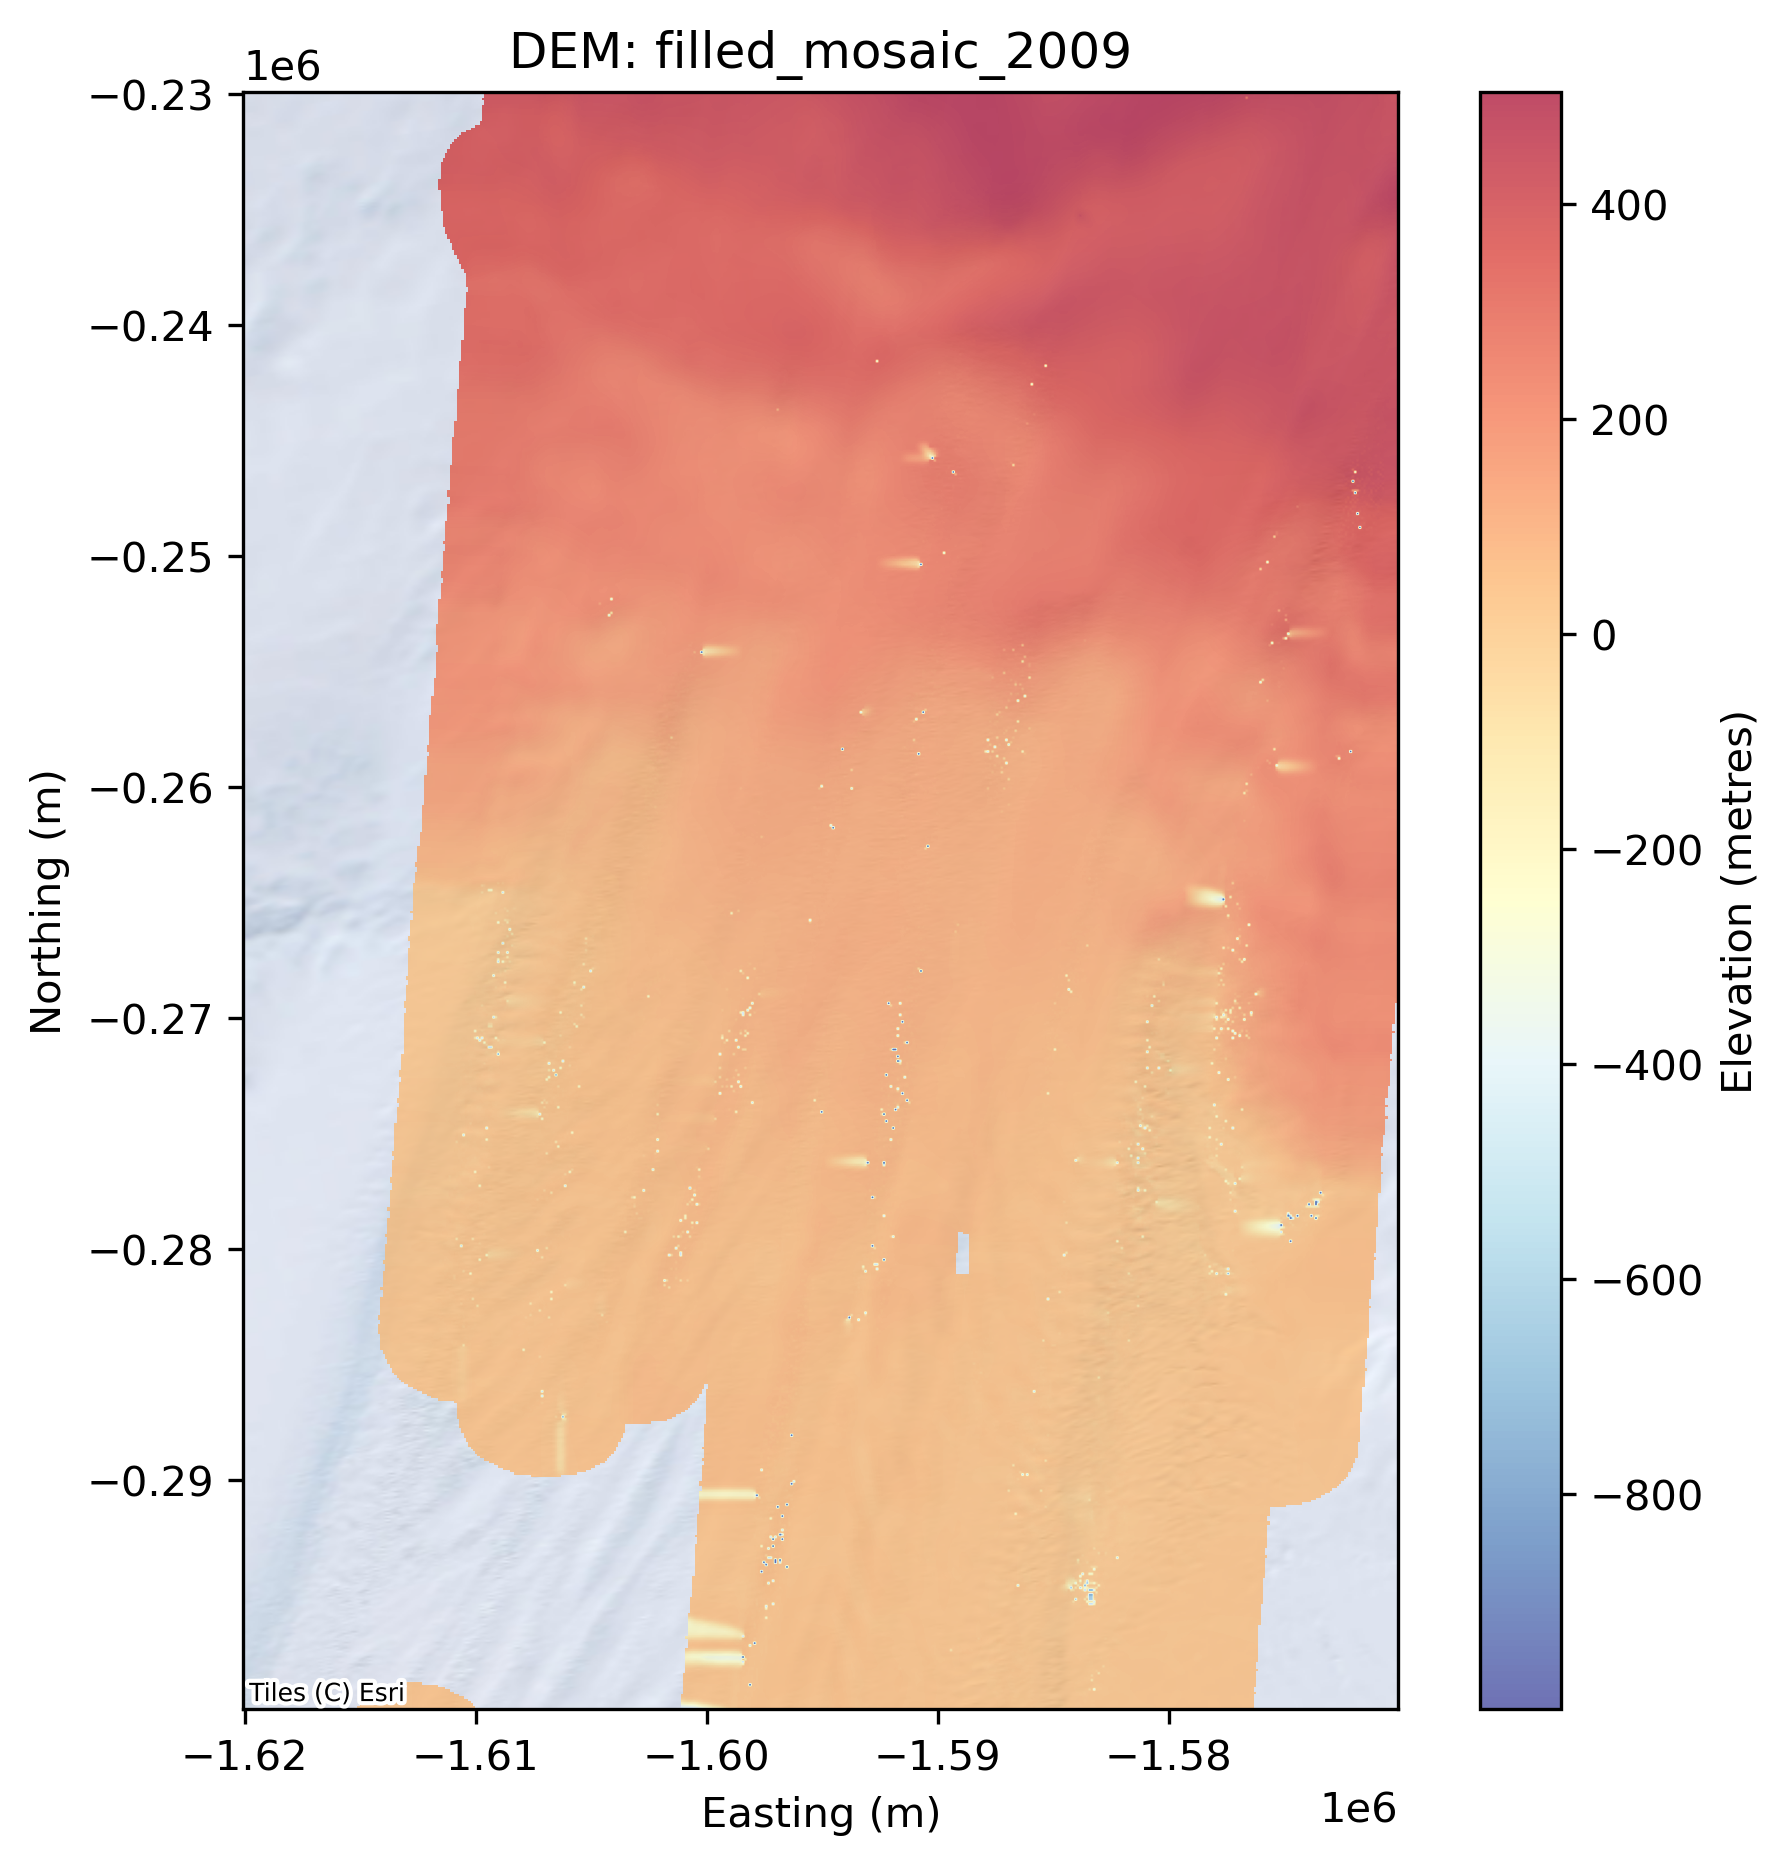 DEM: filled_mosaic_2009
1e6
−0.23
−0.24
−0.25
−0.26
−0.27
−0.28
−0.29
Northing (m)
Tiles (C) Esri
−1.62
−1.61
−1.60
−1.59
−1.58
1e6
Easting (m)
400
200
0
−200
−400
−600
−800
Elevation (metres)